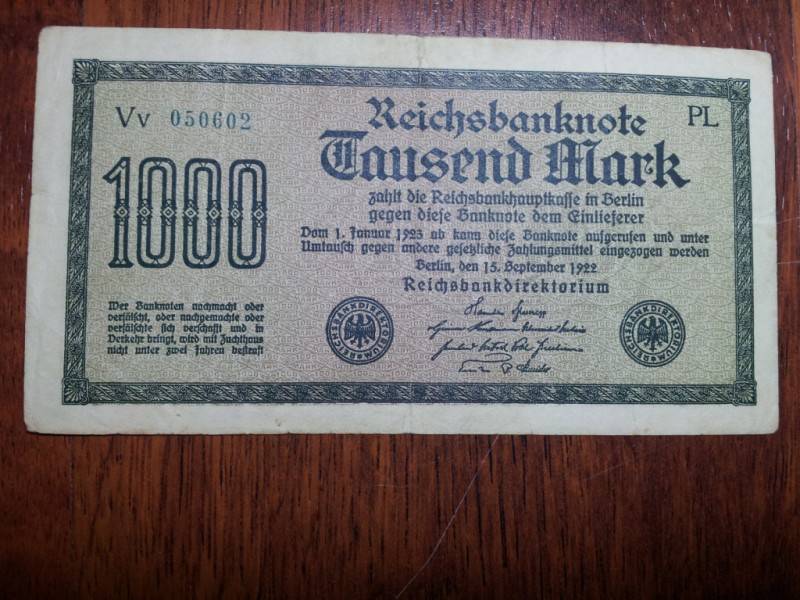 Vv 050602
PL
1000
Reichsbanknote
Tausend Mark
zahlt die Reichsbankhauptkasse in Berlin
gegen diese Banknote dem Einlieferer
Vom 1. Januar 1923 ab kann diese Banknote aufgerufen und unter
Umtausch gegen andere gesetzliche Zahlungsmittel eingezogen werden
Berlin, den 15. September 1922
Reichsbankdirektorium
Wer Banknoten nachmacht oder
verfälscht, oder nachgemachte oder
verfälschte sich verschafft und in
Verkehr bringt, wird mit Zuchthaus
nicht unter zwei Jahren bestraft
REICHSBANKDIREKTORIUM
REICHSBANKDIREKTORIUM